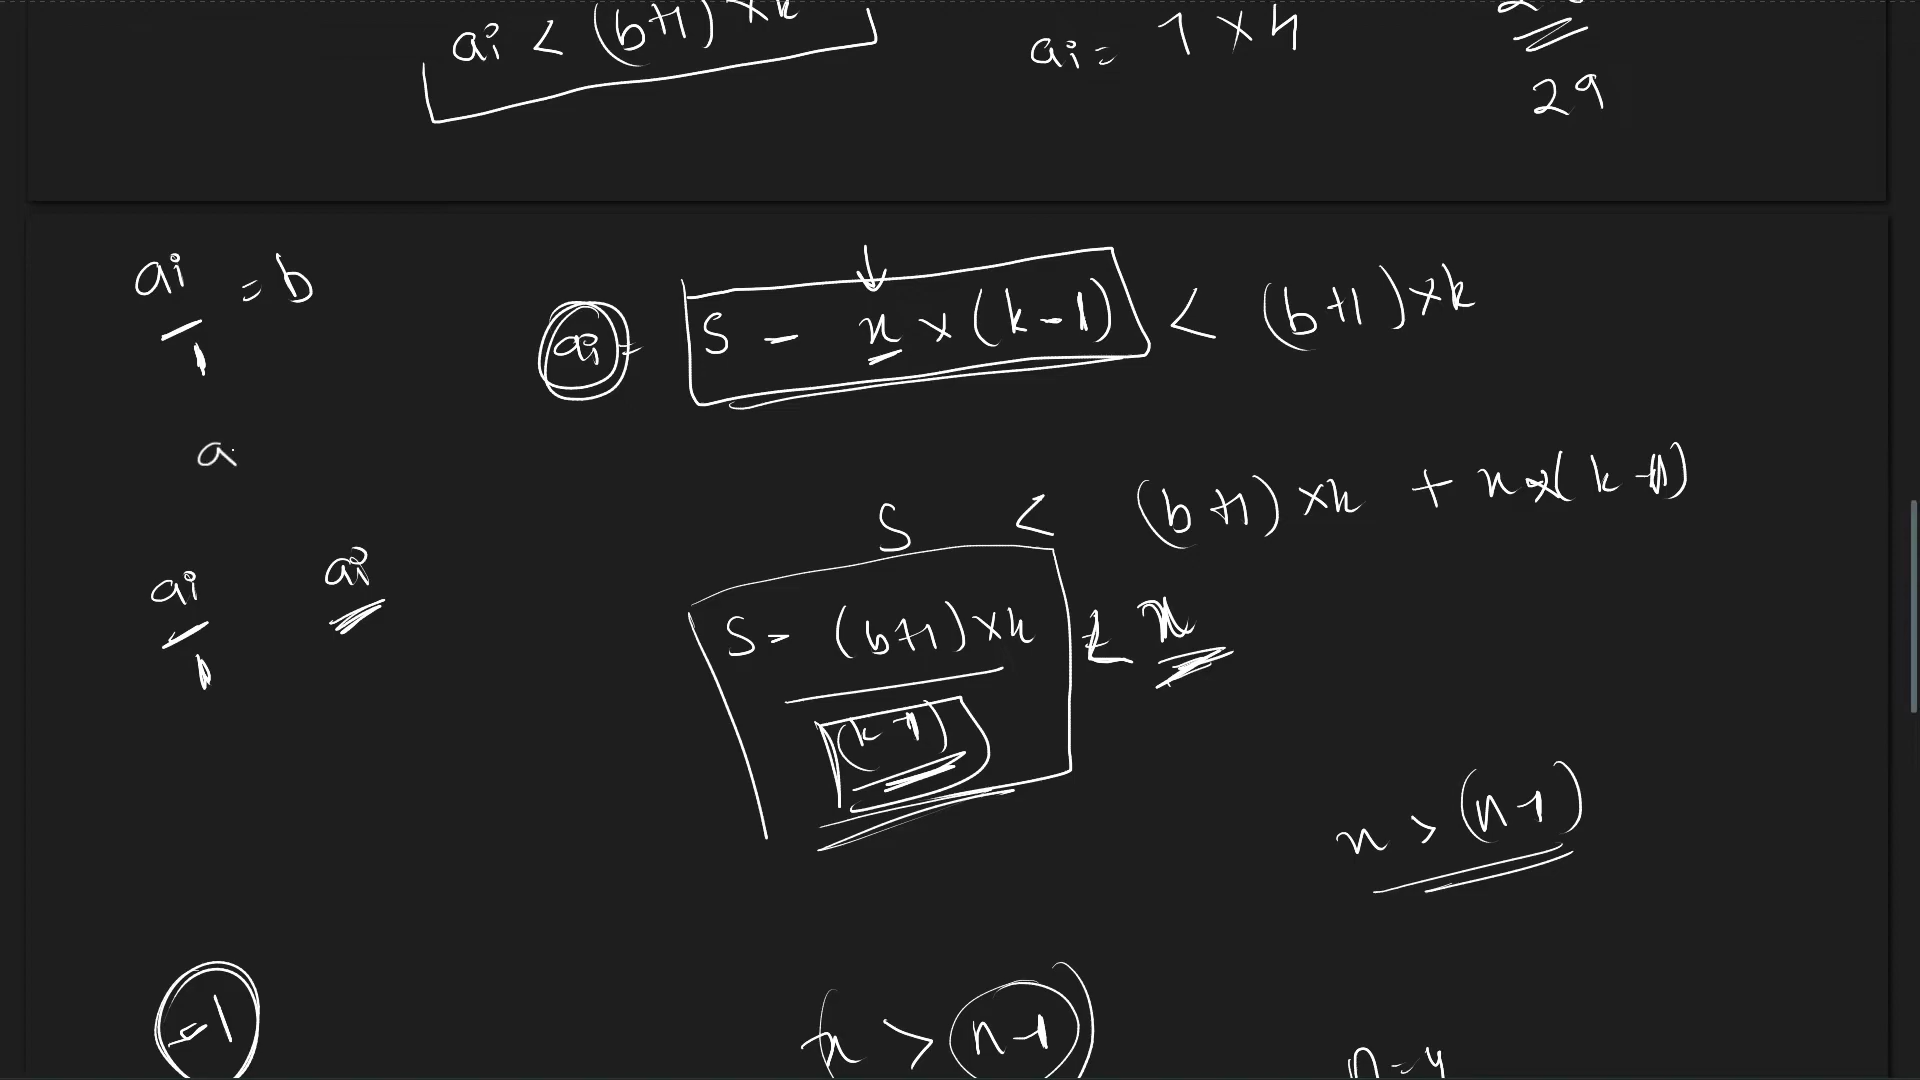 ai < (b+1) × k
ai = 7 × 4
29
ai / 1 = b
ai = S - x × (k-1) < (b+1) × k
a
S < (b+1) × k + x × (k-1)
ai / 1
ai
S - (b+1) × k / (k-1) ≤ x
x > (n-1)
= 1
x > (n-1)
n = 4